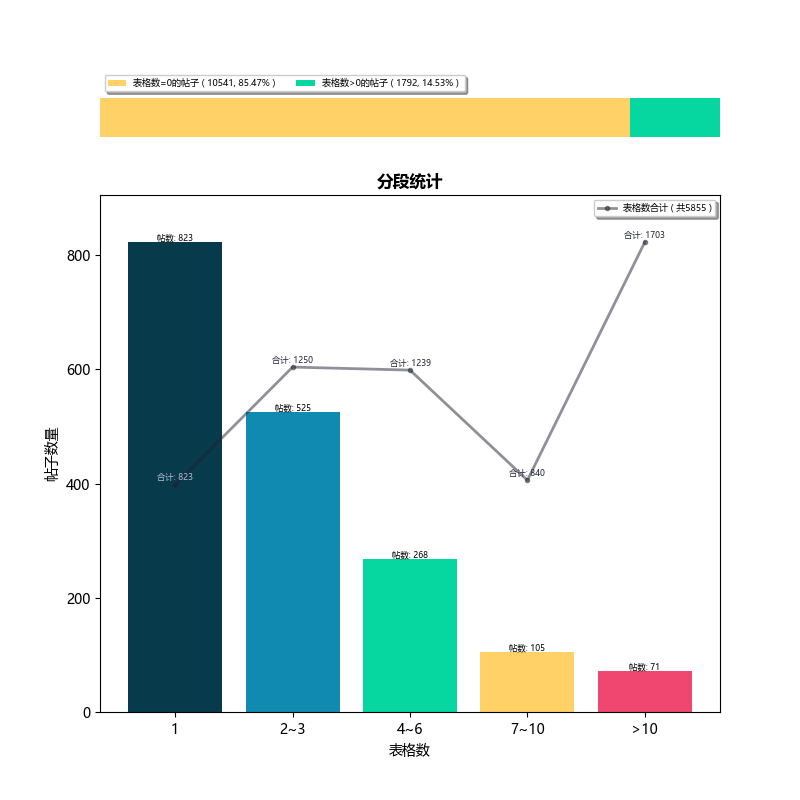 表格数=0的帖子 ( 10541, 85.47% ) 表格数>0的帖子 ( 1792, 14.53% )
分段统计
表格数合计 ( 共5855 )
合计: 1703
帖数: 823
800
合计: 1250
合计: 1239
600
帖数: 525
合计: 823
合计: 840
400
帖子数量
帖数: 268
200
帖数: 105
帖数: 71
0
1 2~3 4~6 7~10 >10
表格数